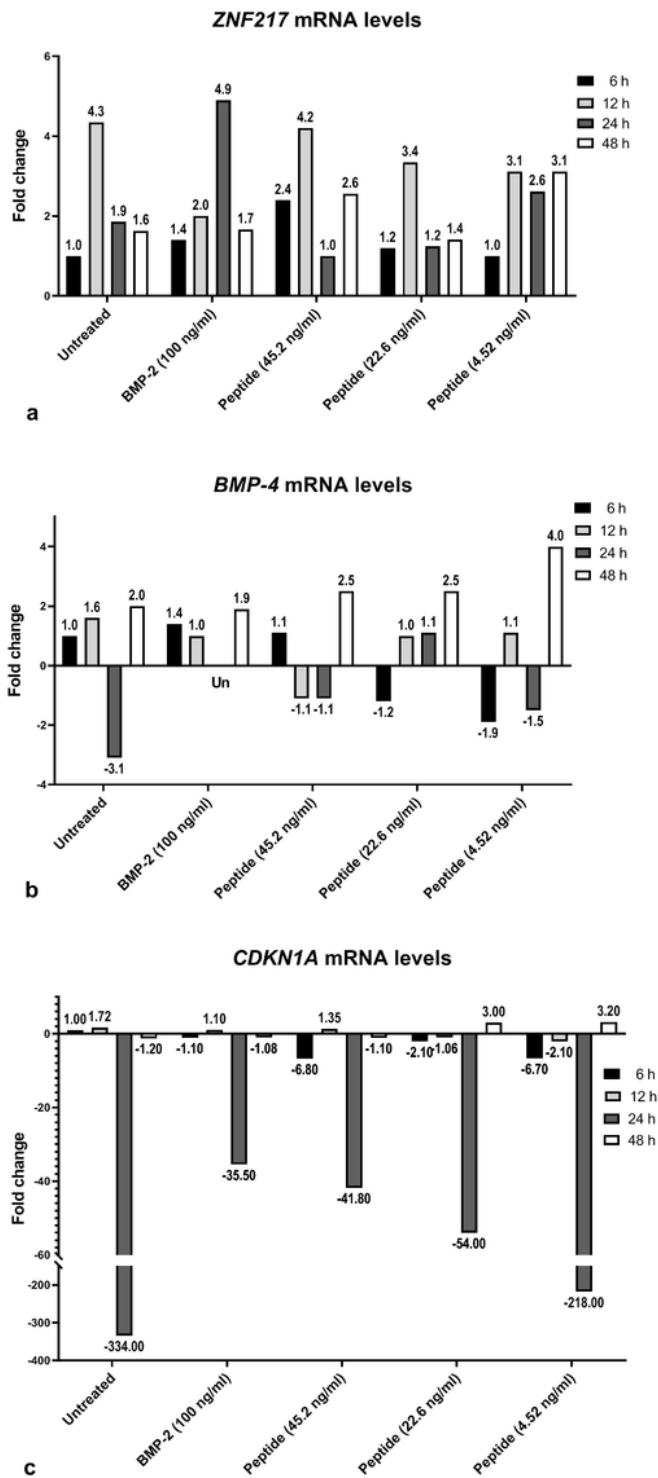 ZNF217 mRNA levels
6 h
12 h
24 h
48 h
Fold change
6
4
2
0
1.0 4.3 1.9 1.6 1.4 2.0 4.9 1.7 2.4 4.2 1.0 2.6 1.2 3.4 1.2 1.4 1.0 3.1 2.6 3.1
Untreated
BMP-2 (100 ng/ml)
Peptide (45.2 ng/ml)
Peptide (22.6 ng/ml)
Peptide (4.52 ng/ml)
a
BMP-4 mRNA levels
6 h
12 h
24 h
48 h
Fold change
4
2
0
-2
-4
1.0 1.6 -3.1 2.0 1.4 1.0 Un 1.9 1.1 -1.1 -1.1 2.5 -1.2 1.0 1.1 2.5 -1.9 1.1 -1.5 4.0
Untreated
BMP-2 (100 ng/ml)
Peptide (45.2 ng/ml)
Peptide (22.6 ng/ml)
Peptide (4.52 ng/ml)
b
CDKN1A mRNA levels
6 h
12 h
24 h
48 h
Fold change
0
-20
-40
-60
-200
-300
-400
1.00 1.72 -334.00 -1.20 -1.10 1.10 -35.50 -1.08 -6.80 1.35 -41.80 -1.10 -2.10 -1.06 -54.00 3.00 -6.70 -2.10 -218.00 3.20
Untreated
BMP-2 (100 ng/ml)
Peptide (45.2 ng/ml)
Peptide (22.6 ng/ml)
Peptide (4.52 ng/ml)
c